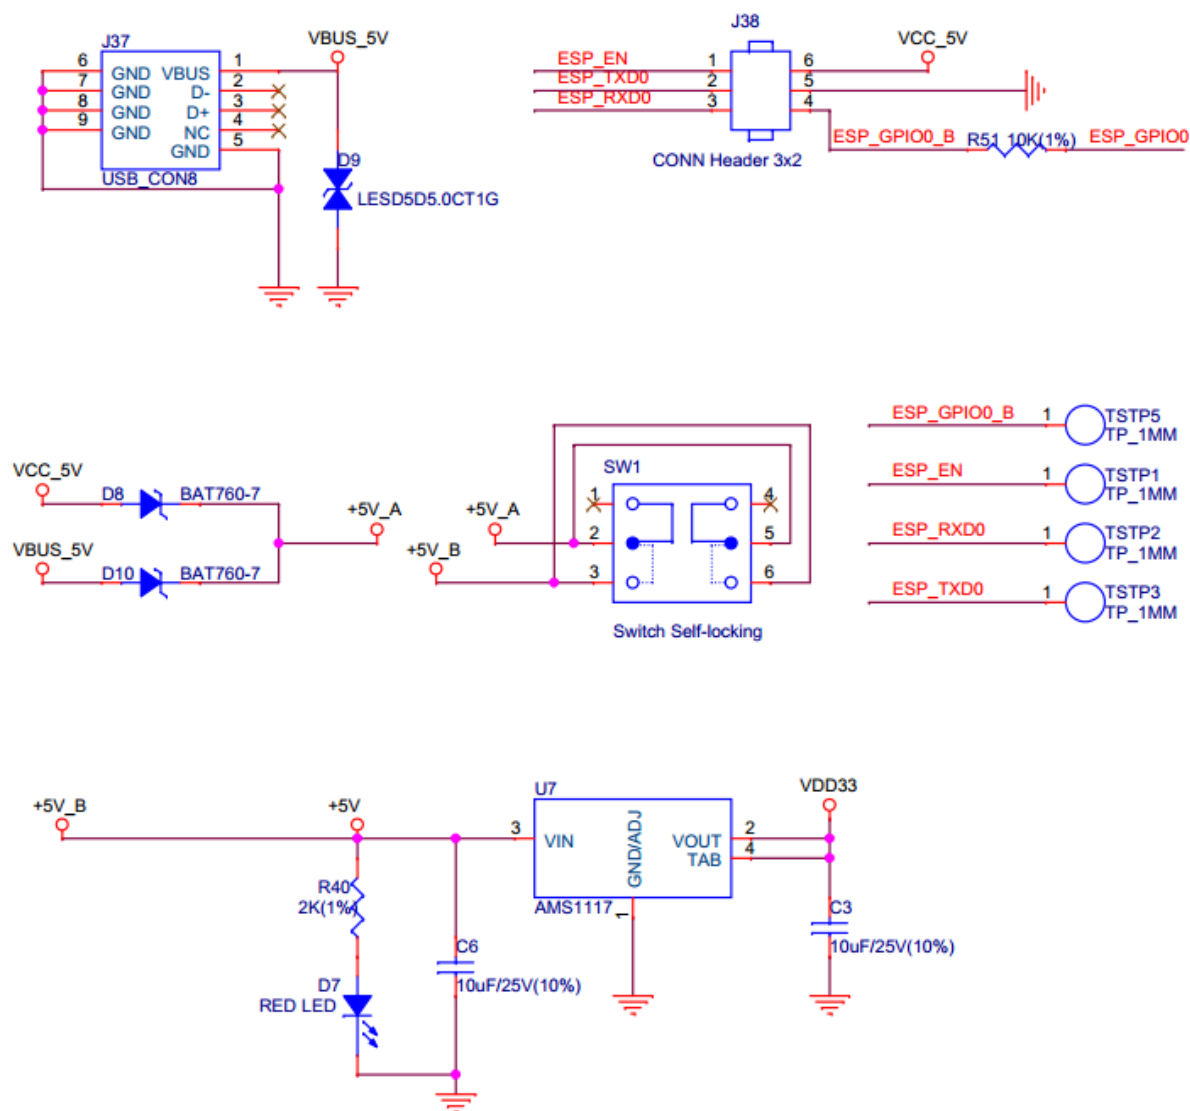 J37
VBUS_5V
6 GND VBUS 1
7 GND D- 2
8 GND D+ 3
9 GND NC 4
GND 5
USB_CON8
D9
LESD5D5.0CT1G
J38
VCC_5V
ESP_EN 1 6
ESP_TXD0 2 5
ESP_RXD0 3 4
ESP_GPIO0_B R51 10K(1%) ESP_GPIO0
CONN Header 3x2
VCC_5V
D8 BAT760-7
+5V_A
VBUS_5V
D10 BAT760-7
SW1
+5V_A
+5V_B
1 4
2 5
3 6
Switch Self-locking
ESP_GPIO0_B 1 TSTP5
TP_1MM
ESP_EN 1 TSTP1
TP_1MM
ESP_RXD0 1 TSTP2
TP_1MM
ESP_TXD0 1 TSTP3
TP_1MM
+5V_B
+5V
U7
VDD33
3 VIN VOUT 2
TAB 4
GND/ADJ
1
AMS1117
R40
2K(1%)
C6
10uF/25V(10%)
D7
RED LED
C3
10uF/25V(10%)